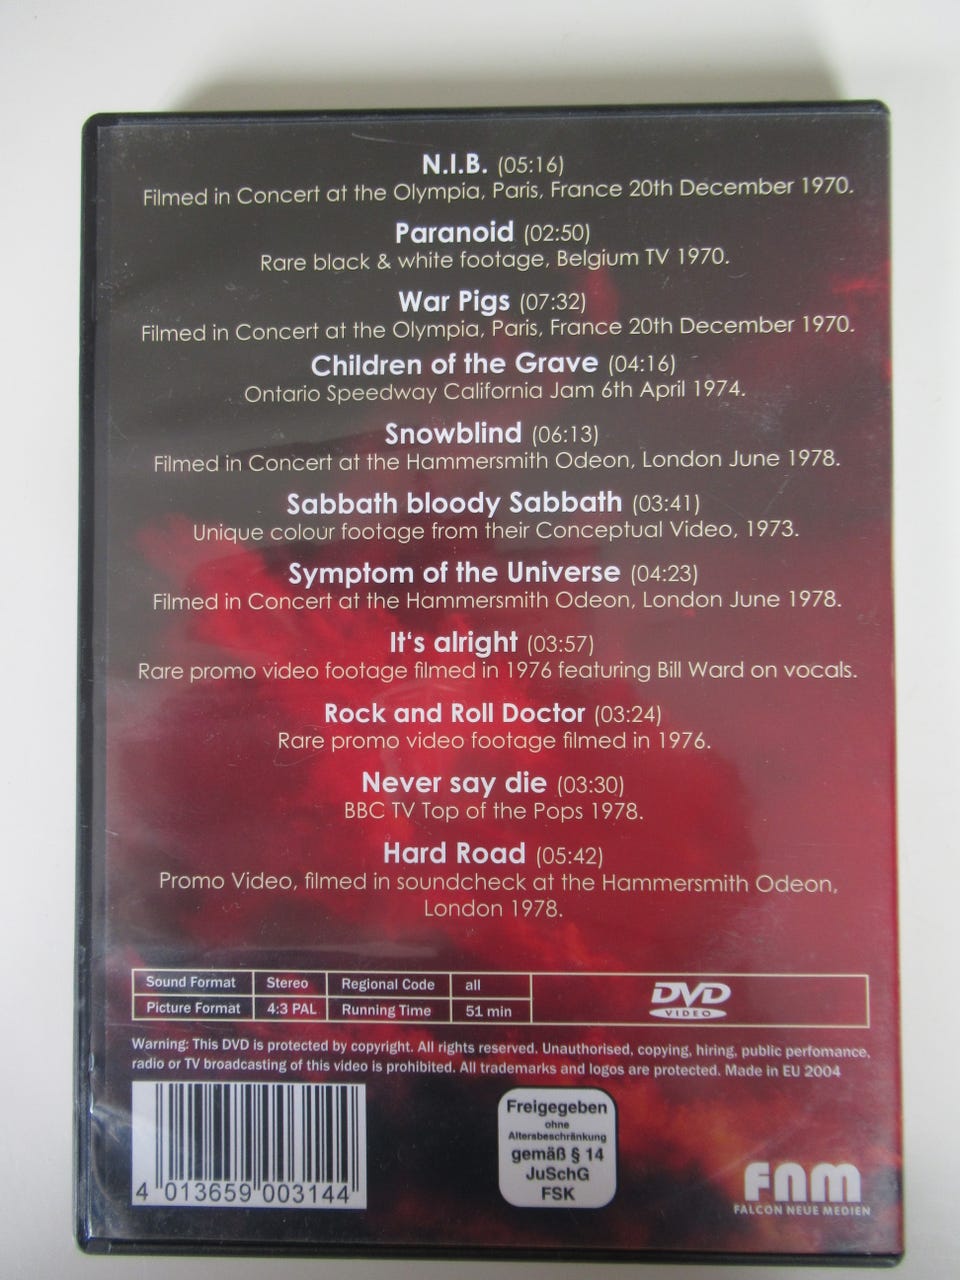 N.I.B. (05:16)
Filmed in Concert at the Olympia, Paris, France 20th December 1970.
Paranoid (02:50)
Rare black & white footage, Belgium TV 1970.
War Pigs (07:32)
Filmed in Concert at the Olympia, Paris, France 20th December 1970.
Children of the Grave (04:16)
Ontario Speedway California Jam 6th April 1974.
Snowblind (06:13)
Filmed in Concert at the Hammersmith Odeon, London June 1978.
Sabbath bloody Sabbath (03:41)
Unique colour footage from their Conceptual Video, 1973.
Symptom of the Universe (04:23)
Filmed in Concert at the Hammersmith Odeon, London June 1978.
It‘s alright (03:57)
Rare promo video footage filmed in 1976 featuring Bill Ward on vocals.
Rock and Roll Doctor (03:24)
Rare promo video footage filmed in 1976.
Never say die (03:30)
BBC TV Top of the Pops 1978.
Hard Road (05:42)
Promo Video, filmed in soundcheck at the Hammersmith Odeon,
London 1978.
Sound Format Stereo Regional Code all
Picture Format 4:3 PAL Running Time 51 min
DVD
VIDEO
Warning: This DVD is protected by copyright. All rights reserved. Unauthorised, copying, hiring, public perfomance,
radio or TV broadcasting of this video is prohibited. All trademarks and logos are protected. Made in EU 2004
4 013659 003144
Freigegeben
ohne
Altersbeschränkung
gemäß § 14
JuSchG
FSK
FNM
FALCON NEUE MEDIEN